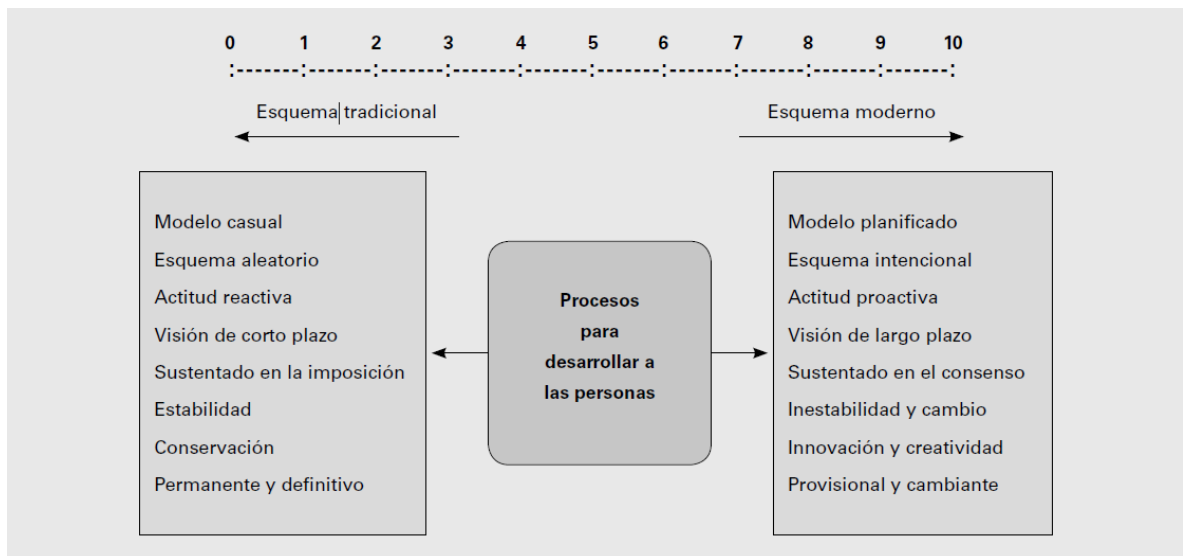 0 1 2 3 4 5 6 7 8 9 10
:-------:-------:-------:-------:-------:-------:-------:-------:-------:-------:
Esquema tradicional
Esquema moderno
Modelo casual
Esquema aleatorio
Actitud reactiva
Visión de corto plazo
Sustentado en la imposición
Estabilidad
Conservación
Permanente y definitivo
Procesos
para
desarrollar a
las personas
Modelo planificado
Esquema intencional
Actitud proactiva
Visión de largo plazo
Sustentado en el consenso
Inestabilidad y cambio
Innovación y creatividad
Provisional y cambiante